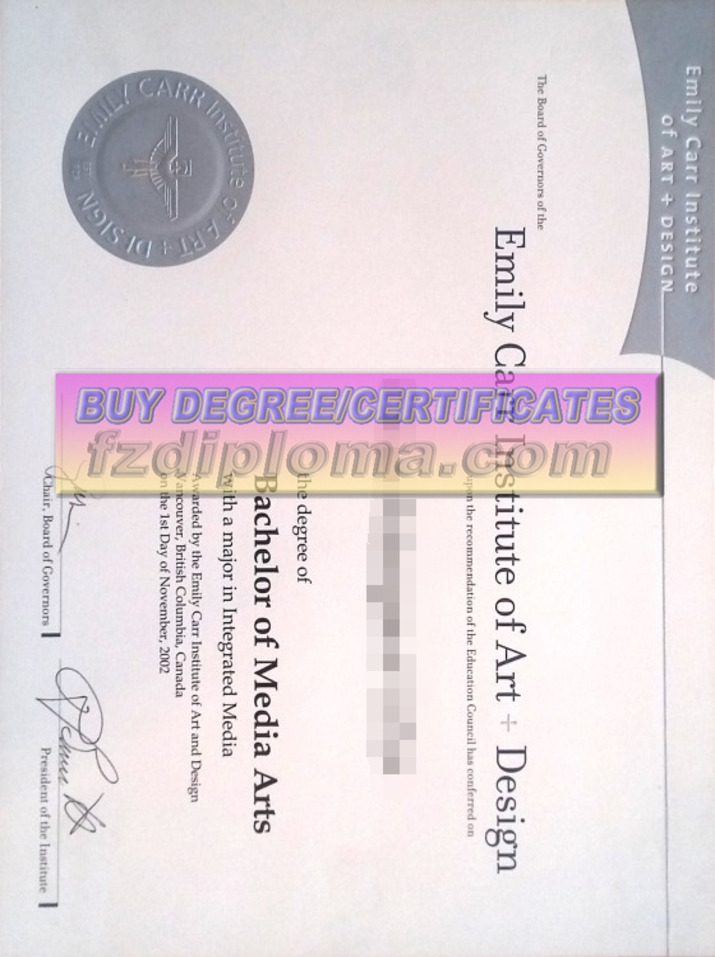 Emily Carr Institute
of ART + DESIGN
The Board of Governors of the
Emily Carr Institute of Art + Design
upon the recommendation of the Education Council has conferred on
the degree of
Bachelor of Media Arts
with a major in Integrated Media
Awarded by the Emily Carr Institute of Art and Design
Vancouver, British Columbia, Canada
on the 1st Day of November, 2002
Chair, Board of Governors
President of the Institute
EMILY CARR Institute of ART + DESIGN
BUY DEGREE/CERTIFICATES
fzdiploma.com